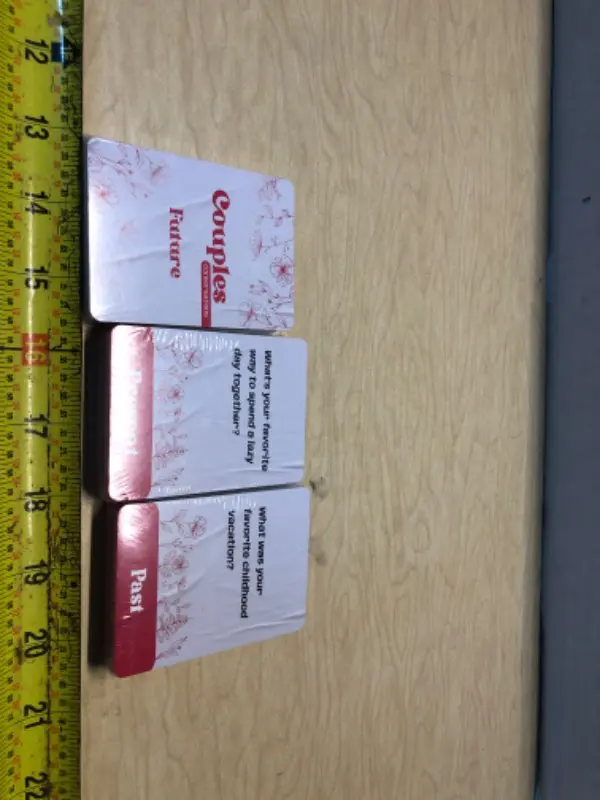 12
13
14
15
16
17
18
19
20
21
22
Couples
Future
What's your favorite
way to spend a lazy
day together?
Present
What was your
favorite childhood
vacation?
Past